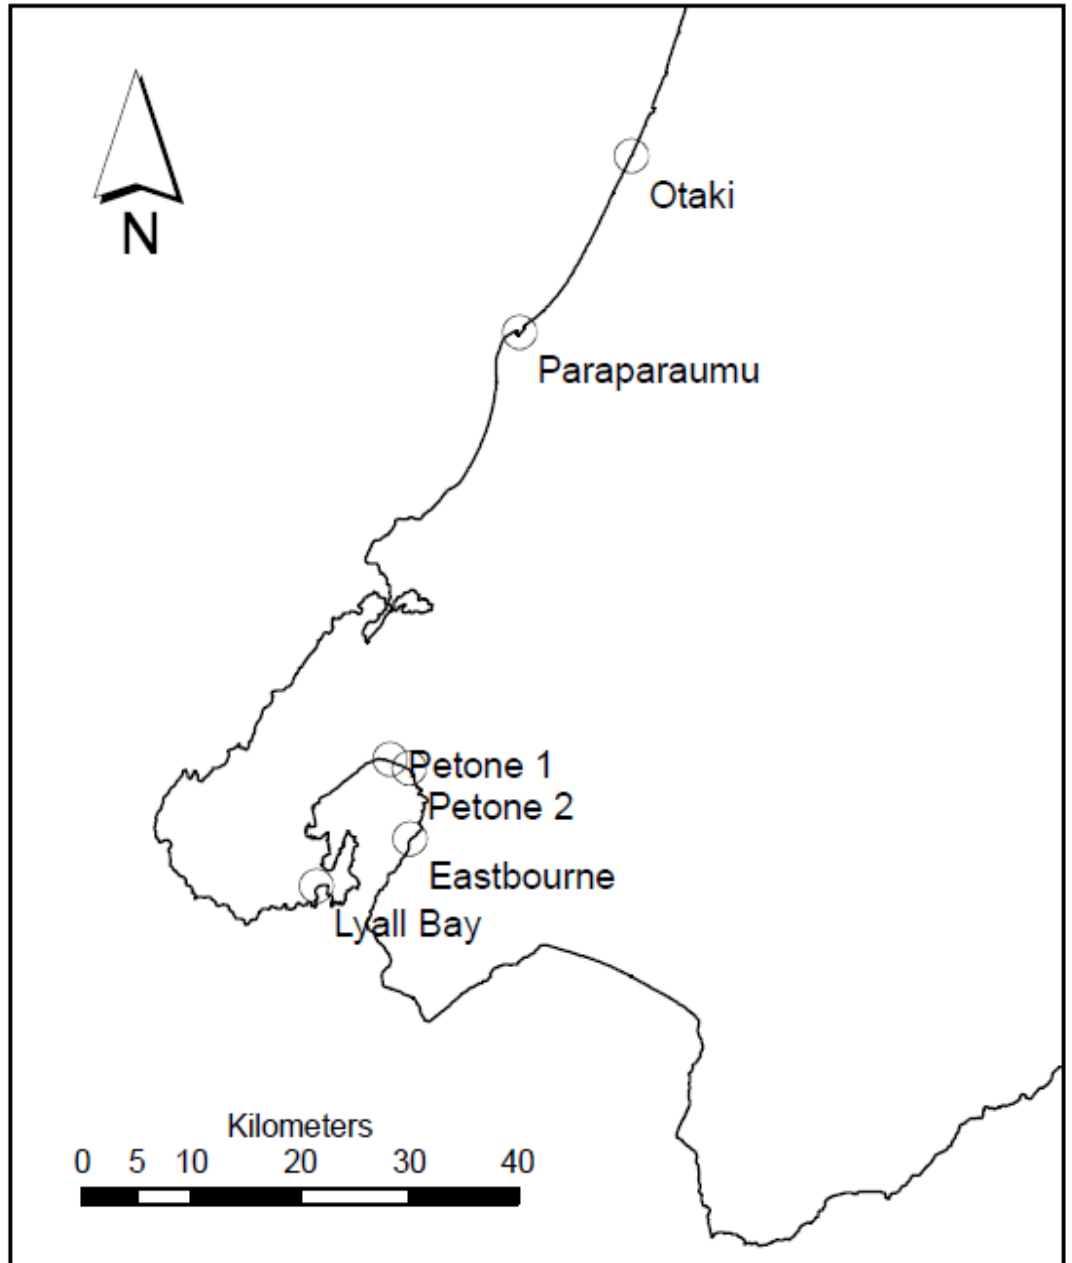 Otaki
N
Paraparaumu
Petone 1
Petone 2
Eastbourne
Lyall Bay
Kilometers
0 5 10 20 30 40